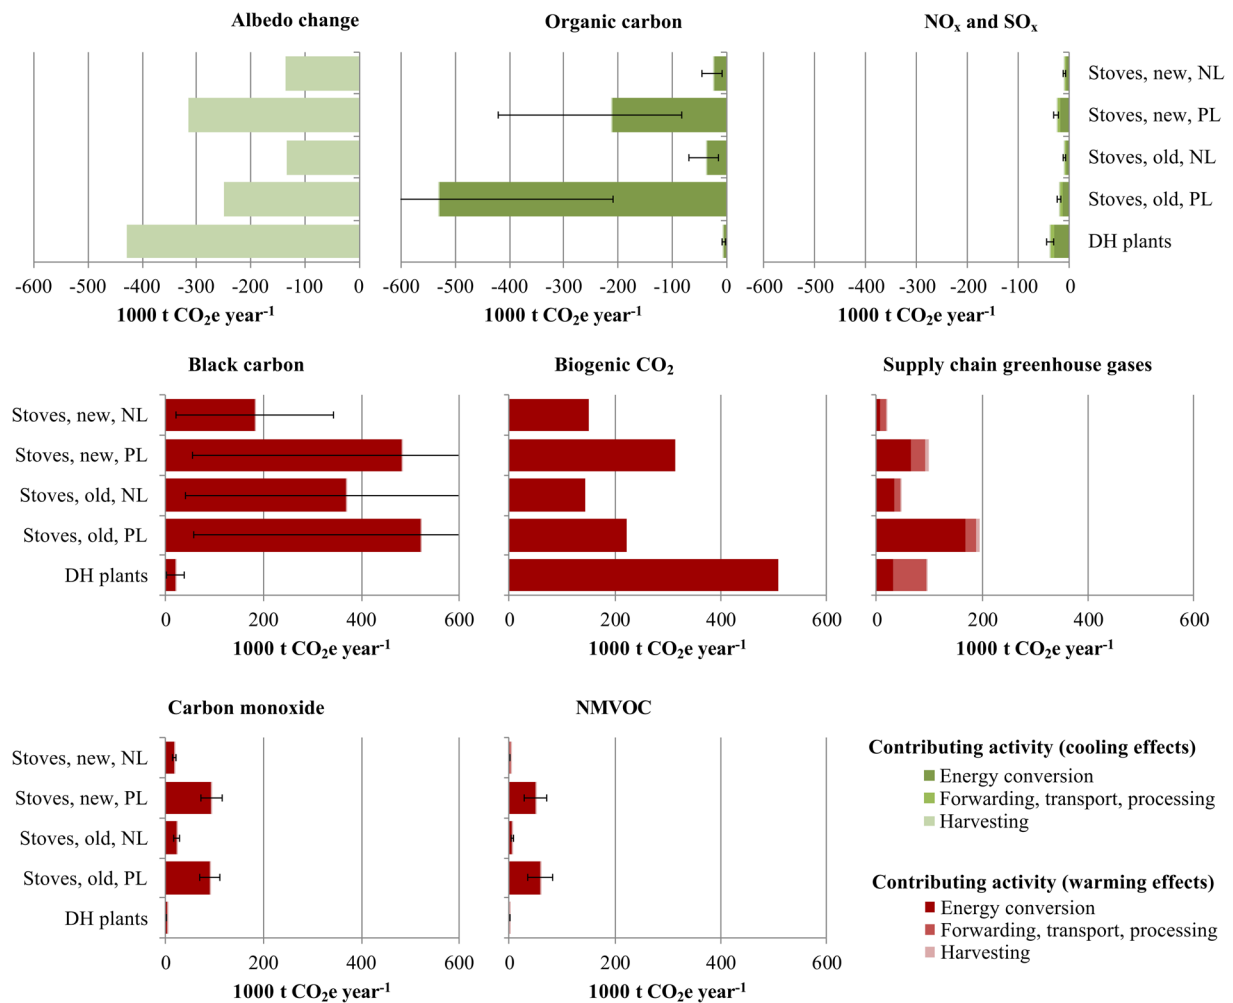 Albedo change
Organic carbon
NOₓ and SOₓ
Stoves, new, NL
Stoves, new, PL
Stoves, old, NL
Stoves, old, PL
DH plants
-600 -500 -400 -300 -200 -100 0
-600 -500 -400 -300 -200 -100 0
-600 -500 -400 -300 -200 -100 0
1000 t CO₂e year⁻¹
1000 t CO₂e year⁻¹
1000 t CO₂e year⁻¹
Black carbon
Biogenic CO₂
Supply chain greenhouse gases
Stoves, new, NL
Stoves, new, PL
Stoves, old, NL
Stoves, old, PL
DH plants
0 200 400 600
0 200 400 600
0 200 400 600
1000 t CO₂e year⁻¹
1000 t CO₂e year⁻¹
1000 t CO₂e year⁻¹
Carbon monoxide
NMVOC
Stoves, new, NL
Stoves, new, PL
Stoves, old, NL
Stoves, old, PL
DH plants
0 200 400 600
0 200 400 600
1000 t CO₂e year⁻¹
1000 t CO₂e year⁻¹
Contributing activity (cooling effects)
Energy conversion
Forwarding, transport, processing
Harvesting
Contributing activity (warming effects)
Energy conversion
Forwarding, transport, processing
Harvesting